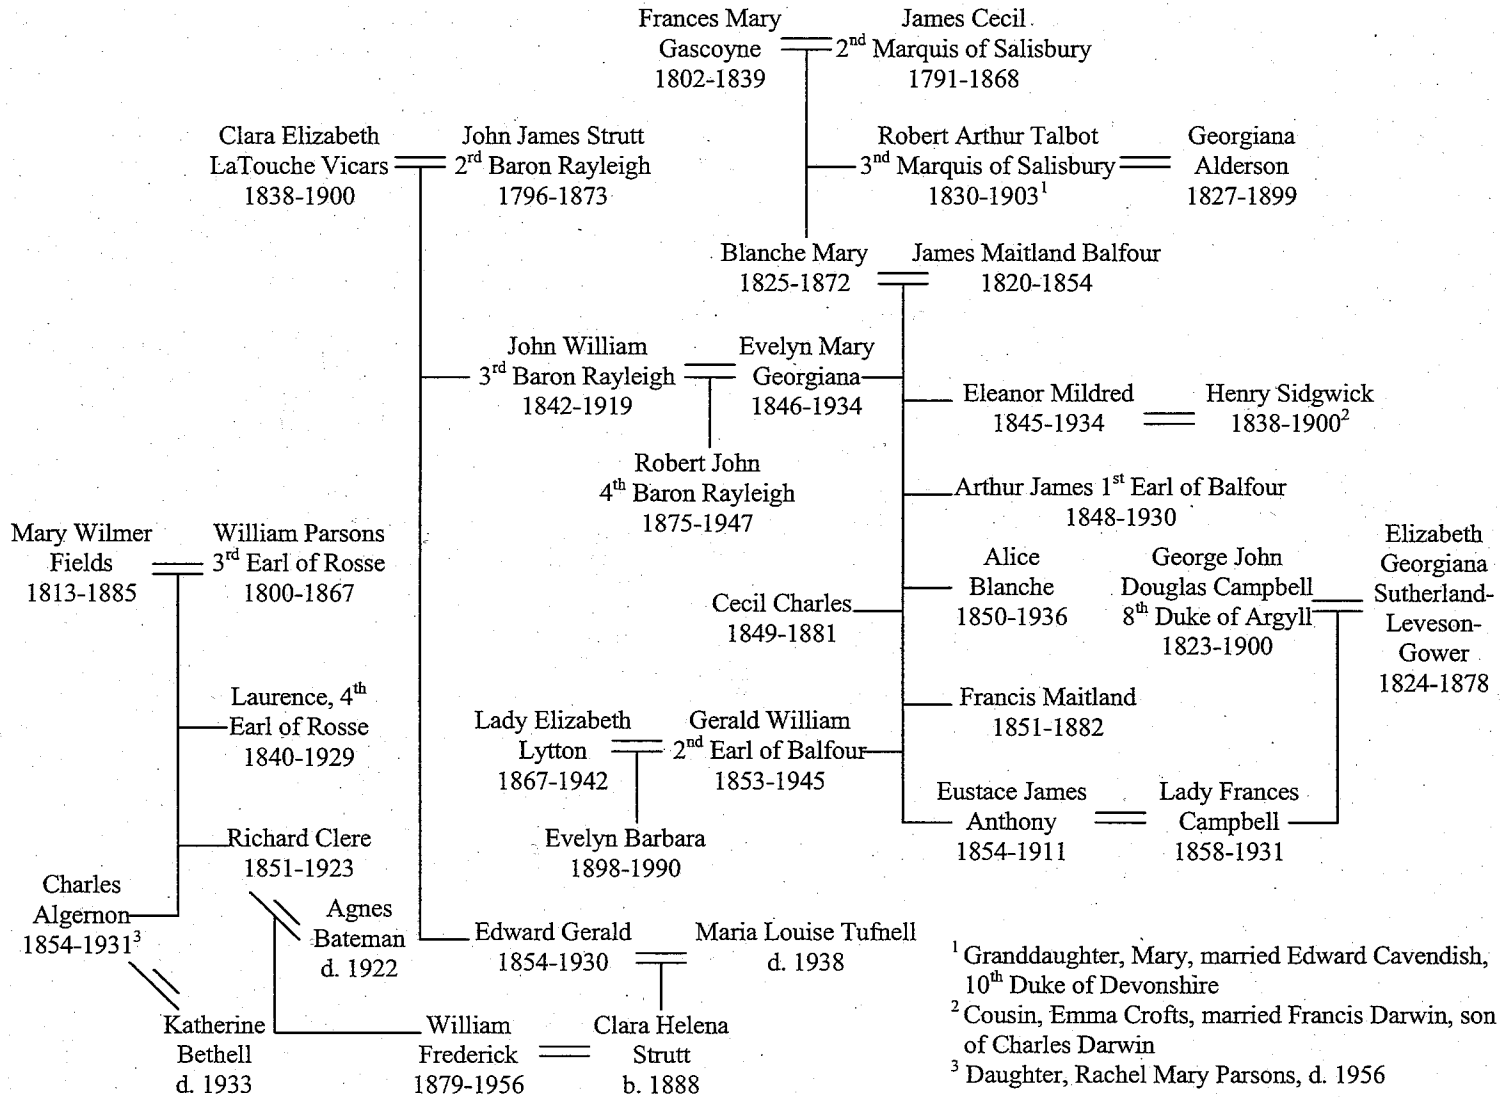 Frances Mary
Gascoyne
1802-1839
James Cecil
2nd Marquis of Salisbury
1791-1868
Clara Elizabeth
LaTouche Vicars
1838-1900
John James Strutt
2rd Baron Rayleigh
1796-1873
Robert Arthur Talbot
3nd Marquis of Salisbury
1830-1903¹
Georgiana
Alderson
1827-1899
Blanche Mary
1825-1872
James Maitland Balfour
1820-1854
John William
3rd Baron Rayleigh
1842-1919
Evelyn Mary
Georgiana
1846-1934
Eleanor Mildred
1845-1934
Henry Sidgwick
1838-1900²
Robert John
4th Baron Rayleigh
1875-1947
Arthur James 1st Earl of Balfour
1848-1930
Mary Wilmer
Fields
1813-1885
William Parsons
3rd Earl of Rosse
1800-1867
Cecil Charles
1849-1881
Alice
Blanche
1850-1936
George John
Douglas Campbell
8th Duke of Argyll
1823-1900
Elizabeth
Georgiana
Sutherland-
Leveson-
Gower
1824-1878
Laurence, 4th
Earl of Rosse
1840-1929
Lady Elizabeth
Lytton
1867-1942
Gerald William
2nd Earl of Balfour
1853-1945
Francis Maitland
1851-1882
Evelyn Barbara
1898-1990
Eustace James
Anthony
1854-1911
Lady Frances
Campbell
1858-1931
Richard Clere
1851-1923
Charles
Algernon
1854-1931³
Agnes
Bateman
d. 1922
Edward Gerald
1854-1930
Maria Louise Tufnell
d. 1938
Katherine
Bethell
d. 1933
William
Frederick
1879-1956
Clara Helena
Strutt
b. 1888
¹ Granddaughter, Mary, married Edward Cavendish,
10th Duke of Devonshire
² Cousin, Emma Crofts, married Francis Darwin, son
of Charles Darwin
³ Daughter, Rachel Mary Parsons, d. 1956